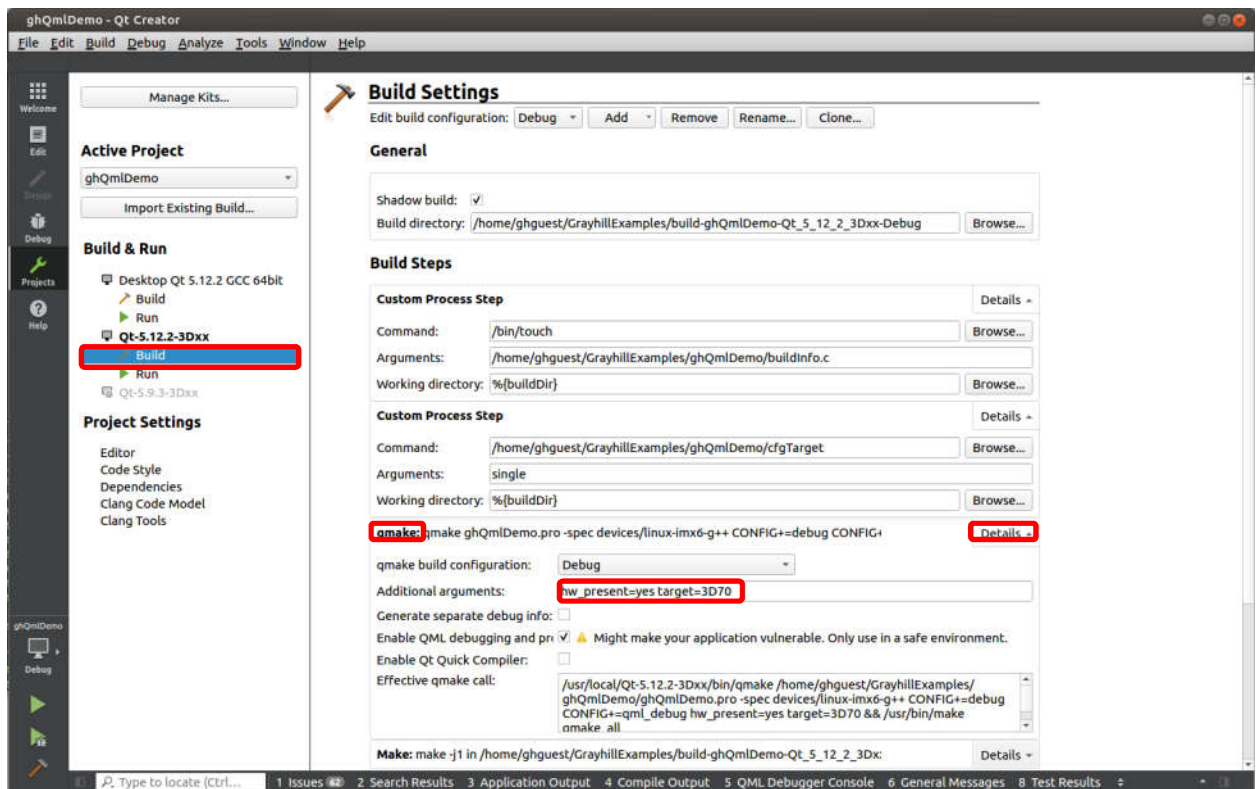 ghQmlDemo - Qt Creator
File Edit Build Debug Analyze Tools Window Help
Welcome
Edit
Design
Debug
Projects
Help
ghQmlDemo
Debug
Manage Kits...
Active Project
ghQmlDemo
Import Existing Build...
Build & Run
Desktop Qt 5.12.2 GCC 64bit
Build
Run
Qt-5.12.2-3Dxx
Build
Run
Qt-5.9.3-3Dxx
Project Settings
Editor
Code Style
Dependencies
Clang Code Model
Clang Tools
Build Settings
Edit build configuration: Debug Add Remove Rename... Clone...
General
Shadow build:
Build directory: /home/ghguest/GrayhillExamples/build-ghQmlDemo-Qt_5_12_2_3Dxx-Debug Browse...
Build Steps
Custom Process Step Details
Command: /bin/touch Browse...
Arguments: /home/ghguest/GrayhillExamples/ghQmlDemo/buildInfo.c
Working directory: %{buildDir} Browse...
Custom Process Step Details
Command: /home/ghguest/GrayhillExamples/ghQmlDemo/cfgTarget Browse...
Arguments: single
Working directory: %{buildDir} Browse...
qmake: qmake ghQmlDemo.pro -spec devices/linux-imx6-g++ CONFIG+=debug CONFIG+ Details
qmake build configuration: Debug
Additional arguments: hw_present=yes target=3D70
Generate separate debug info:
Enable QML debugging and pr Might make your application vulnerable. Only use in a safe environment.
Enable Qt Quick Compiler:
Effective qmake call: /usr/local/Qt-5.12.2-3Dxx/bin/qmake /home/ghguest/GrayhillExamples/
ghQmlDemo/ghQmlDemo.pro -spec devices/linux-imx6-g++ CONFIG+=debug
CONFIG+=qml_debug hw_present=yes target=3D70 && /usr/bin/make
qmake_all
Make: make -j1 in /home/ghguest/GrayhillExamples/build-ghQmlDemo-Qt_5_12_2_3Dx: Details
Type to locate (Ctrl... 1 Issues 62 2 Search Results 3 Application Output 4 Compile Output 5 QML Debugger Console 6 General Messages 8 Test Results